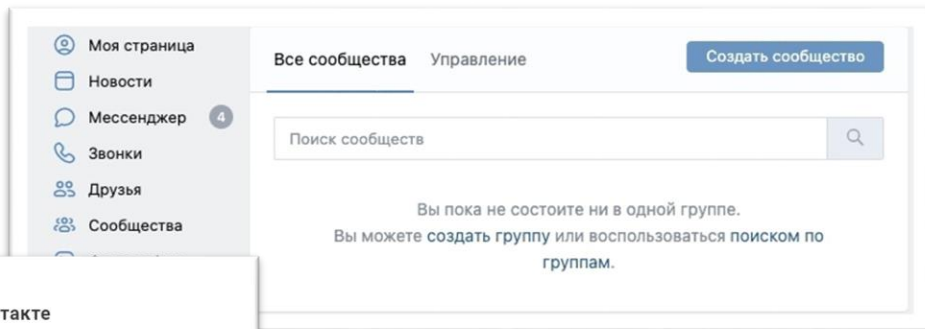 Моя страница
Новости
Мессенджер 4
Звонки
Друзья
Сообщества
Все сообщества Управление Создать сообщество
Поиск сообществ
Вы пока не состоите ни в одной группе.
Вы можете создать группу или воспользоваться поиском по
группам.
такте